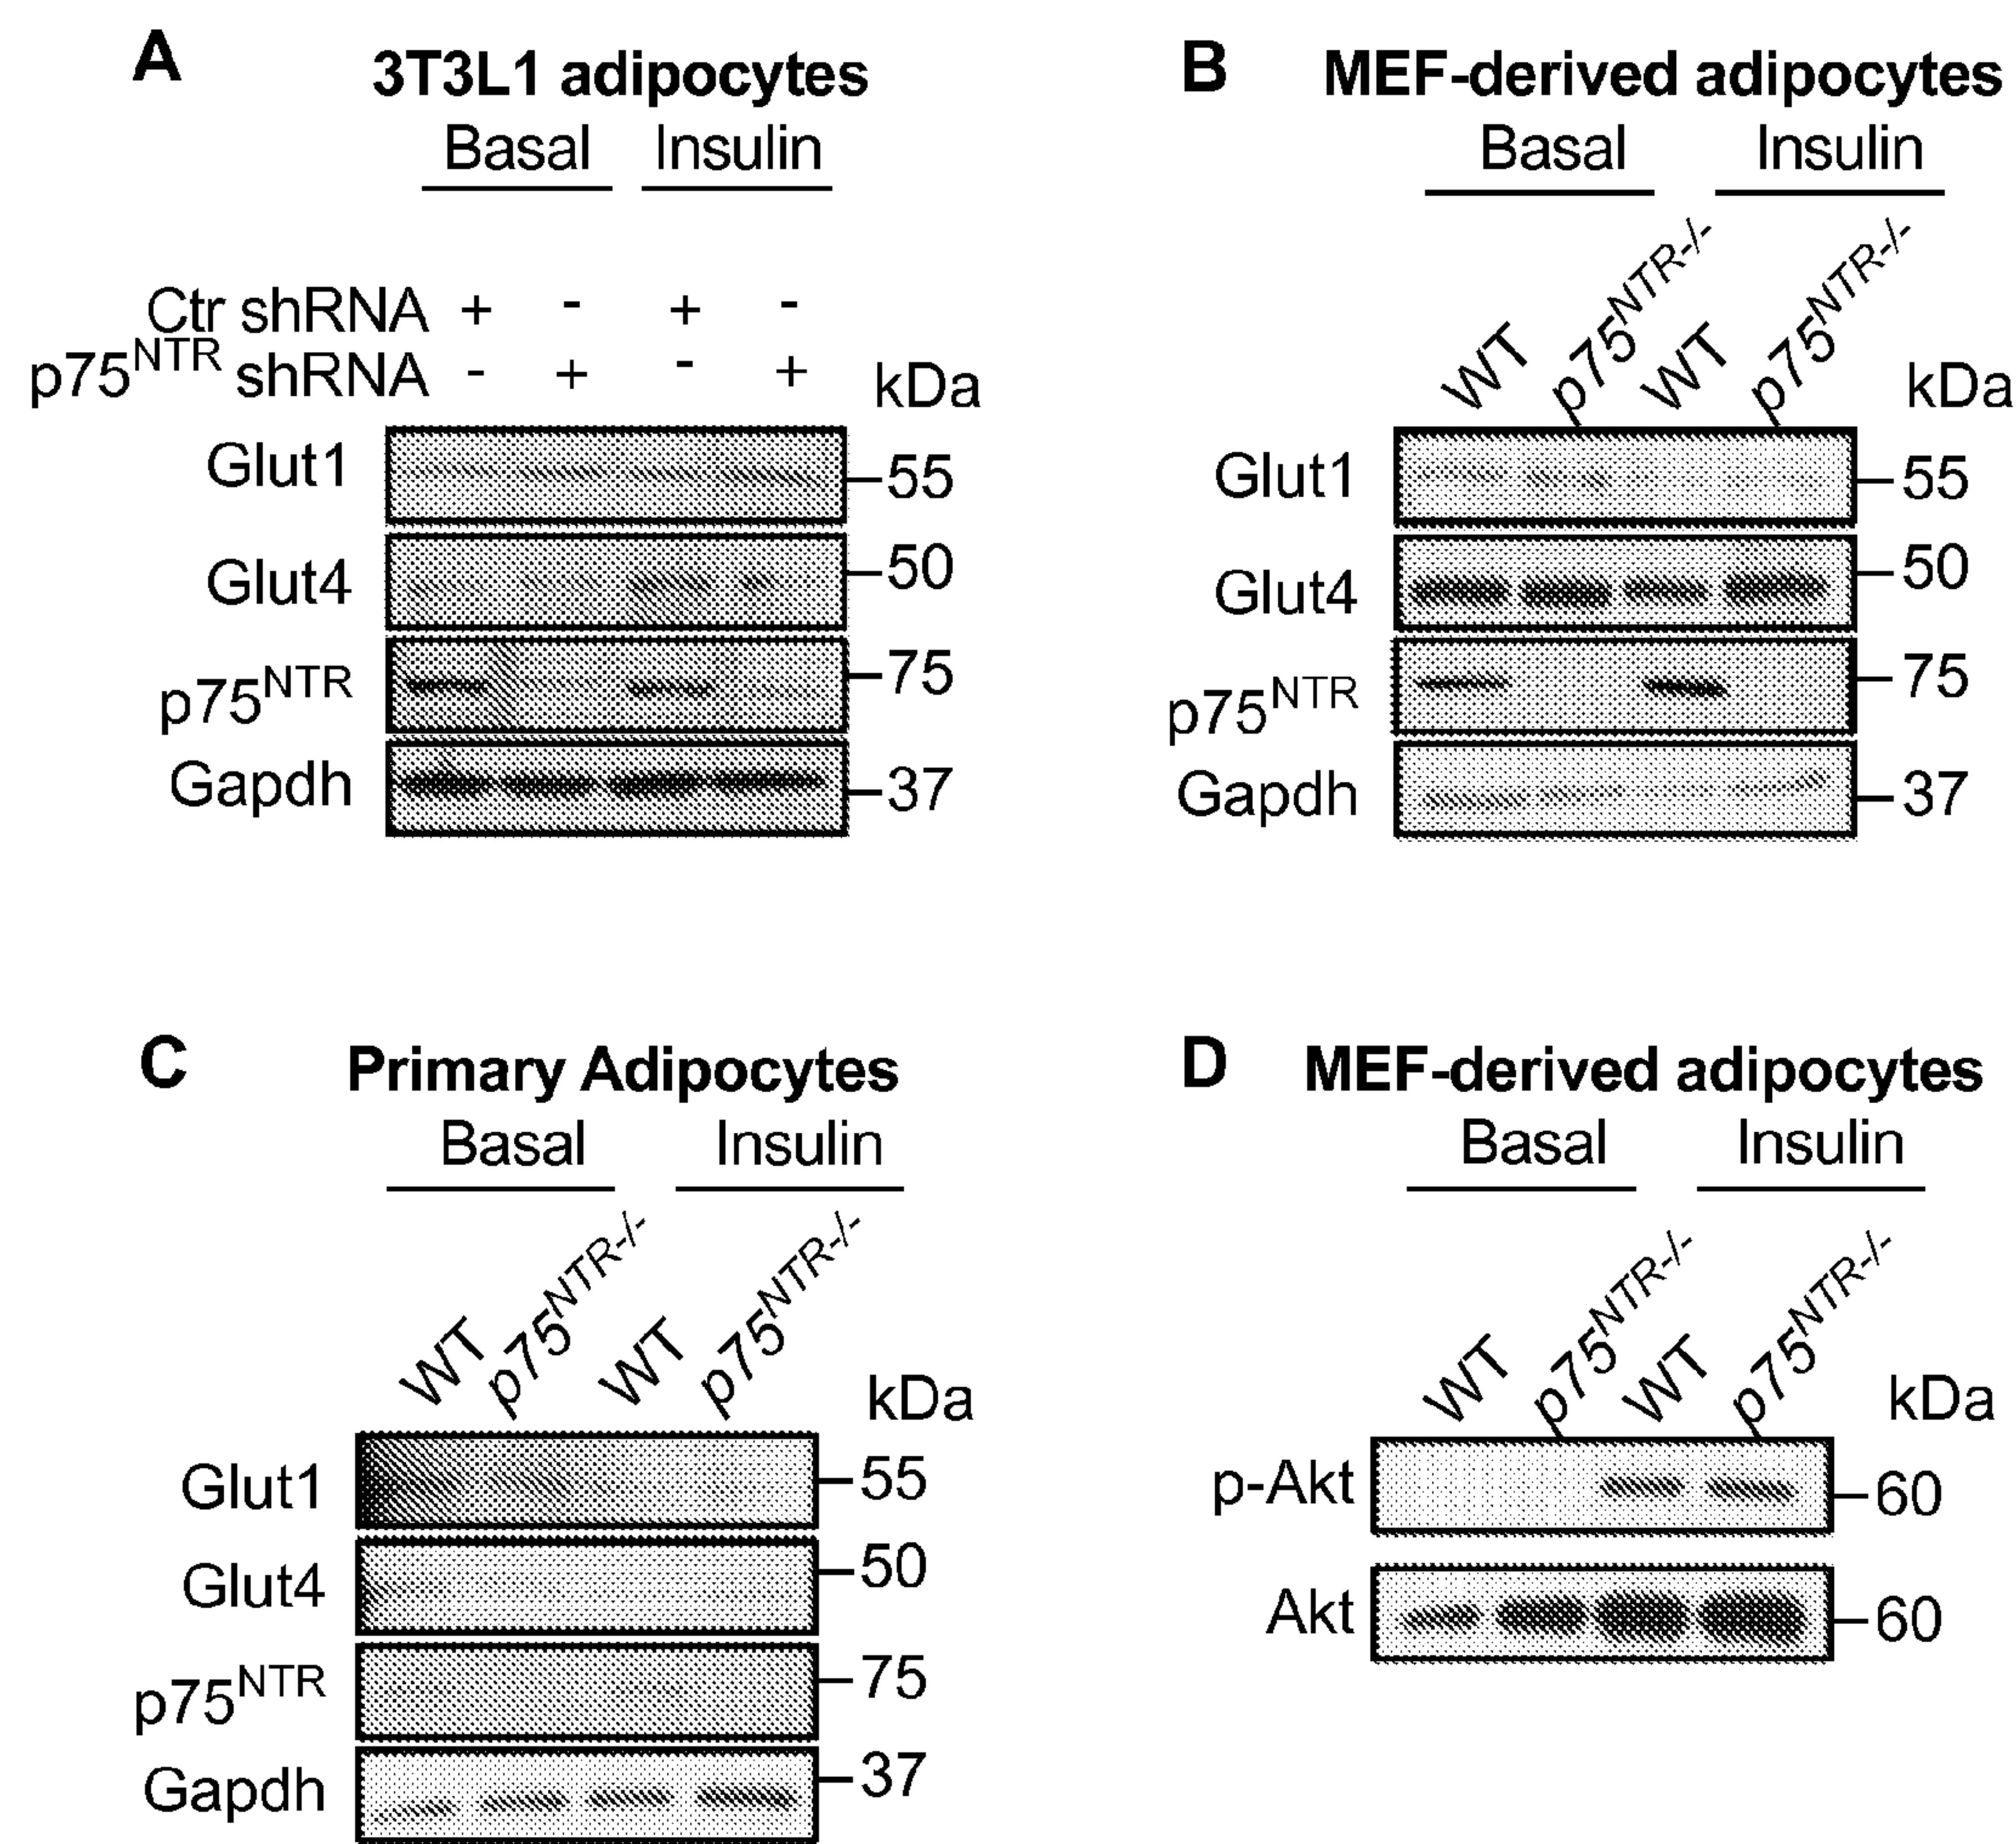 A 3T3L1 adipocytes
Basal Insulin
Ctr shRNA + - + -
p75NTR shRNA - + - + kDa
Glut1 55
Glut4 50
p75NTR 75
Gapdh 37
B MEF-derived adipocytes
Basal Insulin
WT p75NTR-/- WT p75NTR-/- kDa
Glut1 55
Glut4 50
p75NTR 75
Gapdh 37
C Primary Adipocytes
Basal Insulin
WT p75NTR-/- WT p75NTR-/- kDa
Glut1 55
Glut4 50
p75NTR 75
Gapdh 37
D MEF-derived adipocytes
Basal Insulin
WT p75NTR-/- WT p75NTR-/- kDa
p-Akt 60
Akt 60